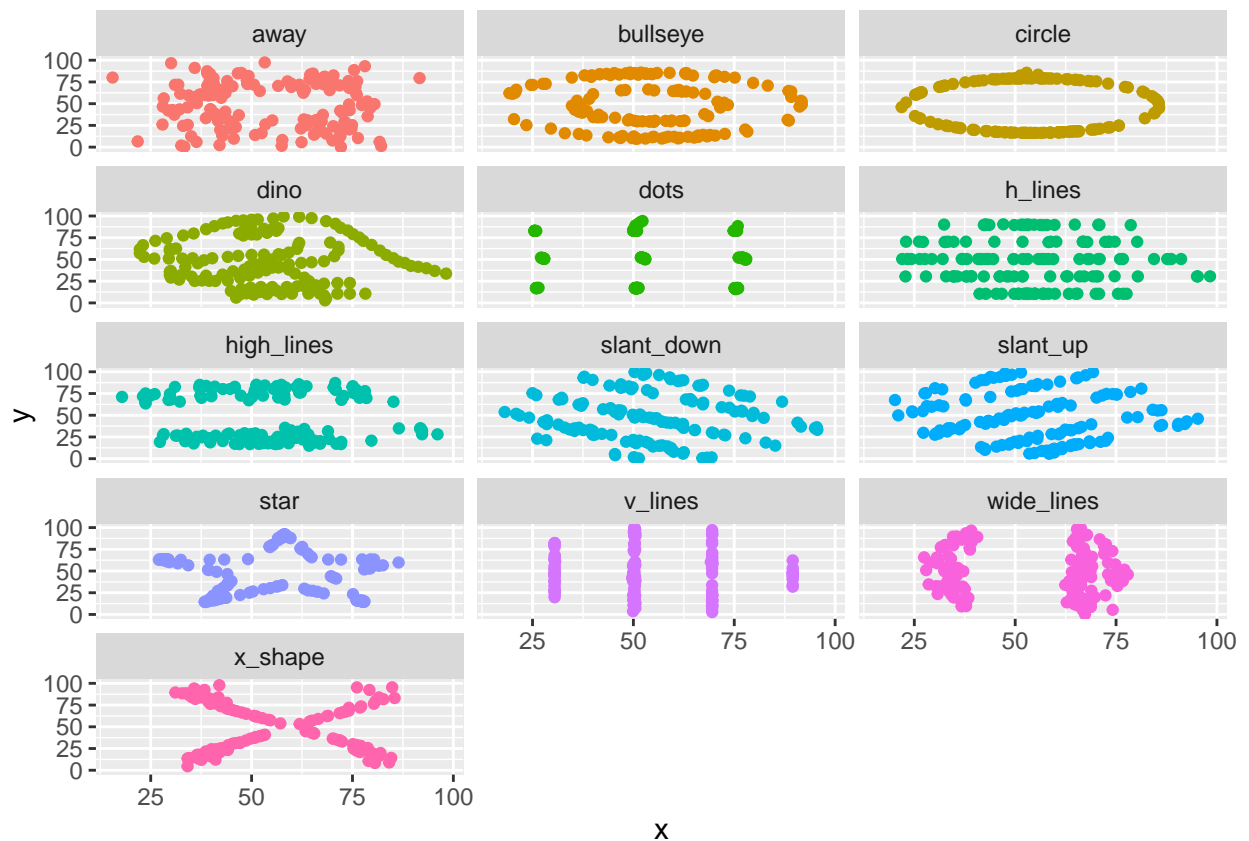 away bullseye circle
100
75
50
25
0
dino dots h_lines
100
75
50
25
0
high_lines slant_down slant_up
100
75
50
25
0
star v_lines wide_lines
100
75
50
25
0
25 50 75 100 25 50 75 100
x_shape
100
75
50
25
0
25 50 75 100
x
y